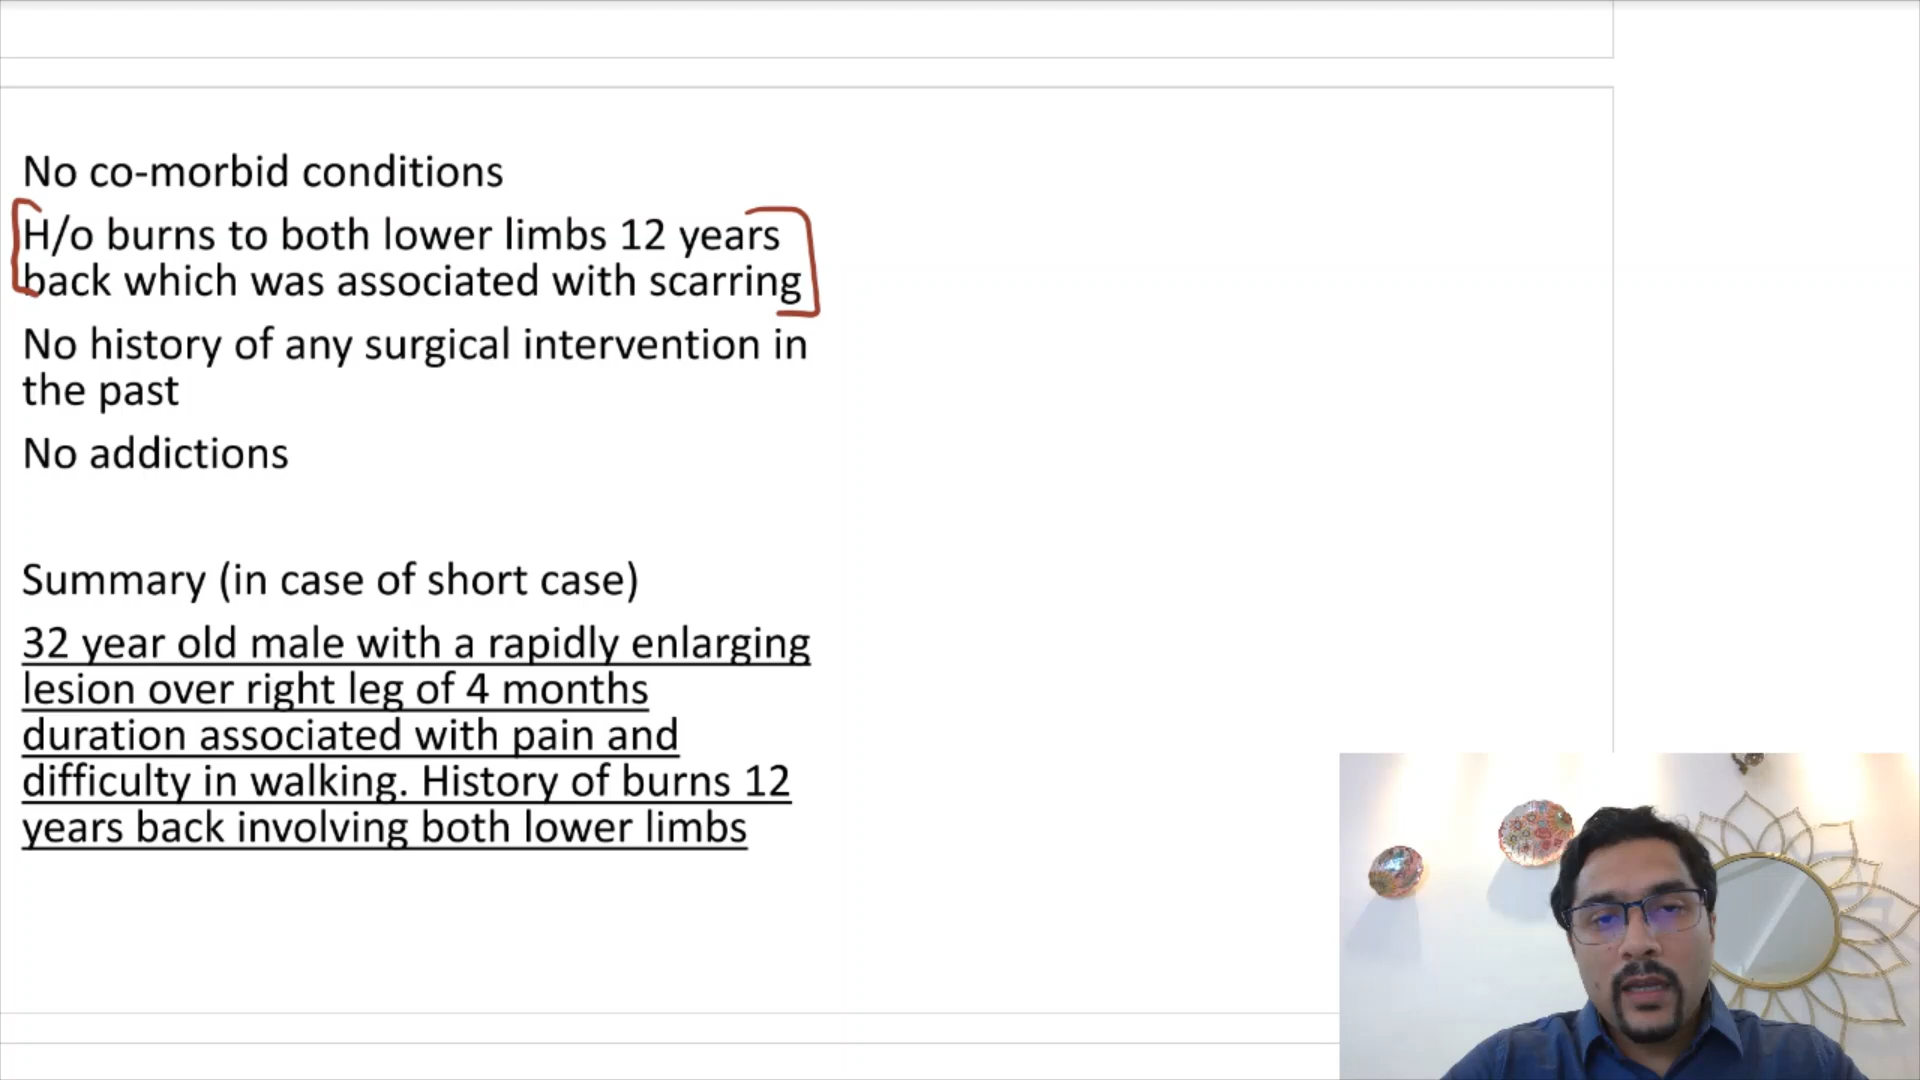 No co-morbid conditions
H/o burns to both lower limbs 12 years
back which was associated with scarring
No history of any surgical intervention in
the past
No addictions
Summary (in case of short case)
32 year old male with a rapidly enlarging
lesion over right leg of 4 months
duration associated with pain and
difficulty in walking. History of burns 12
years back involving both lower limbs